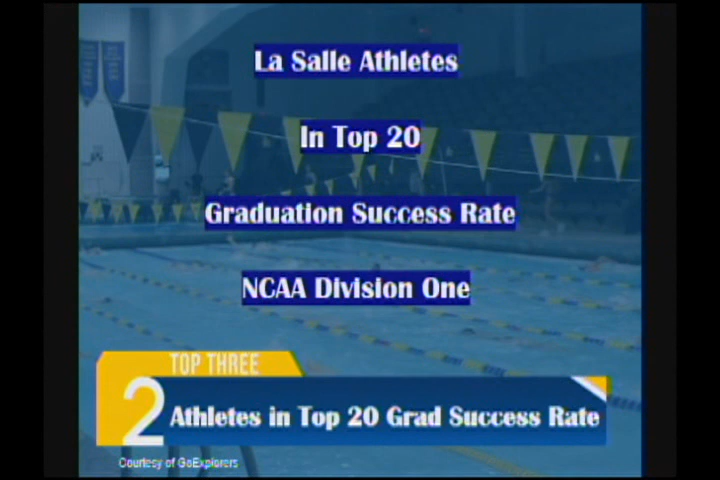 La Salle Athletes
In Top 20
Graduation Success Rate
NCAA Division One
TOP THREE
2
Athletes in Top 20 Grad Success Rate
Courtesy of GoExplorers